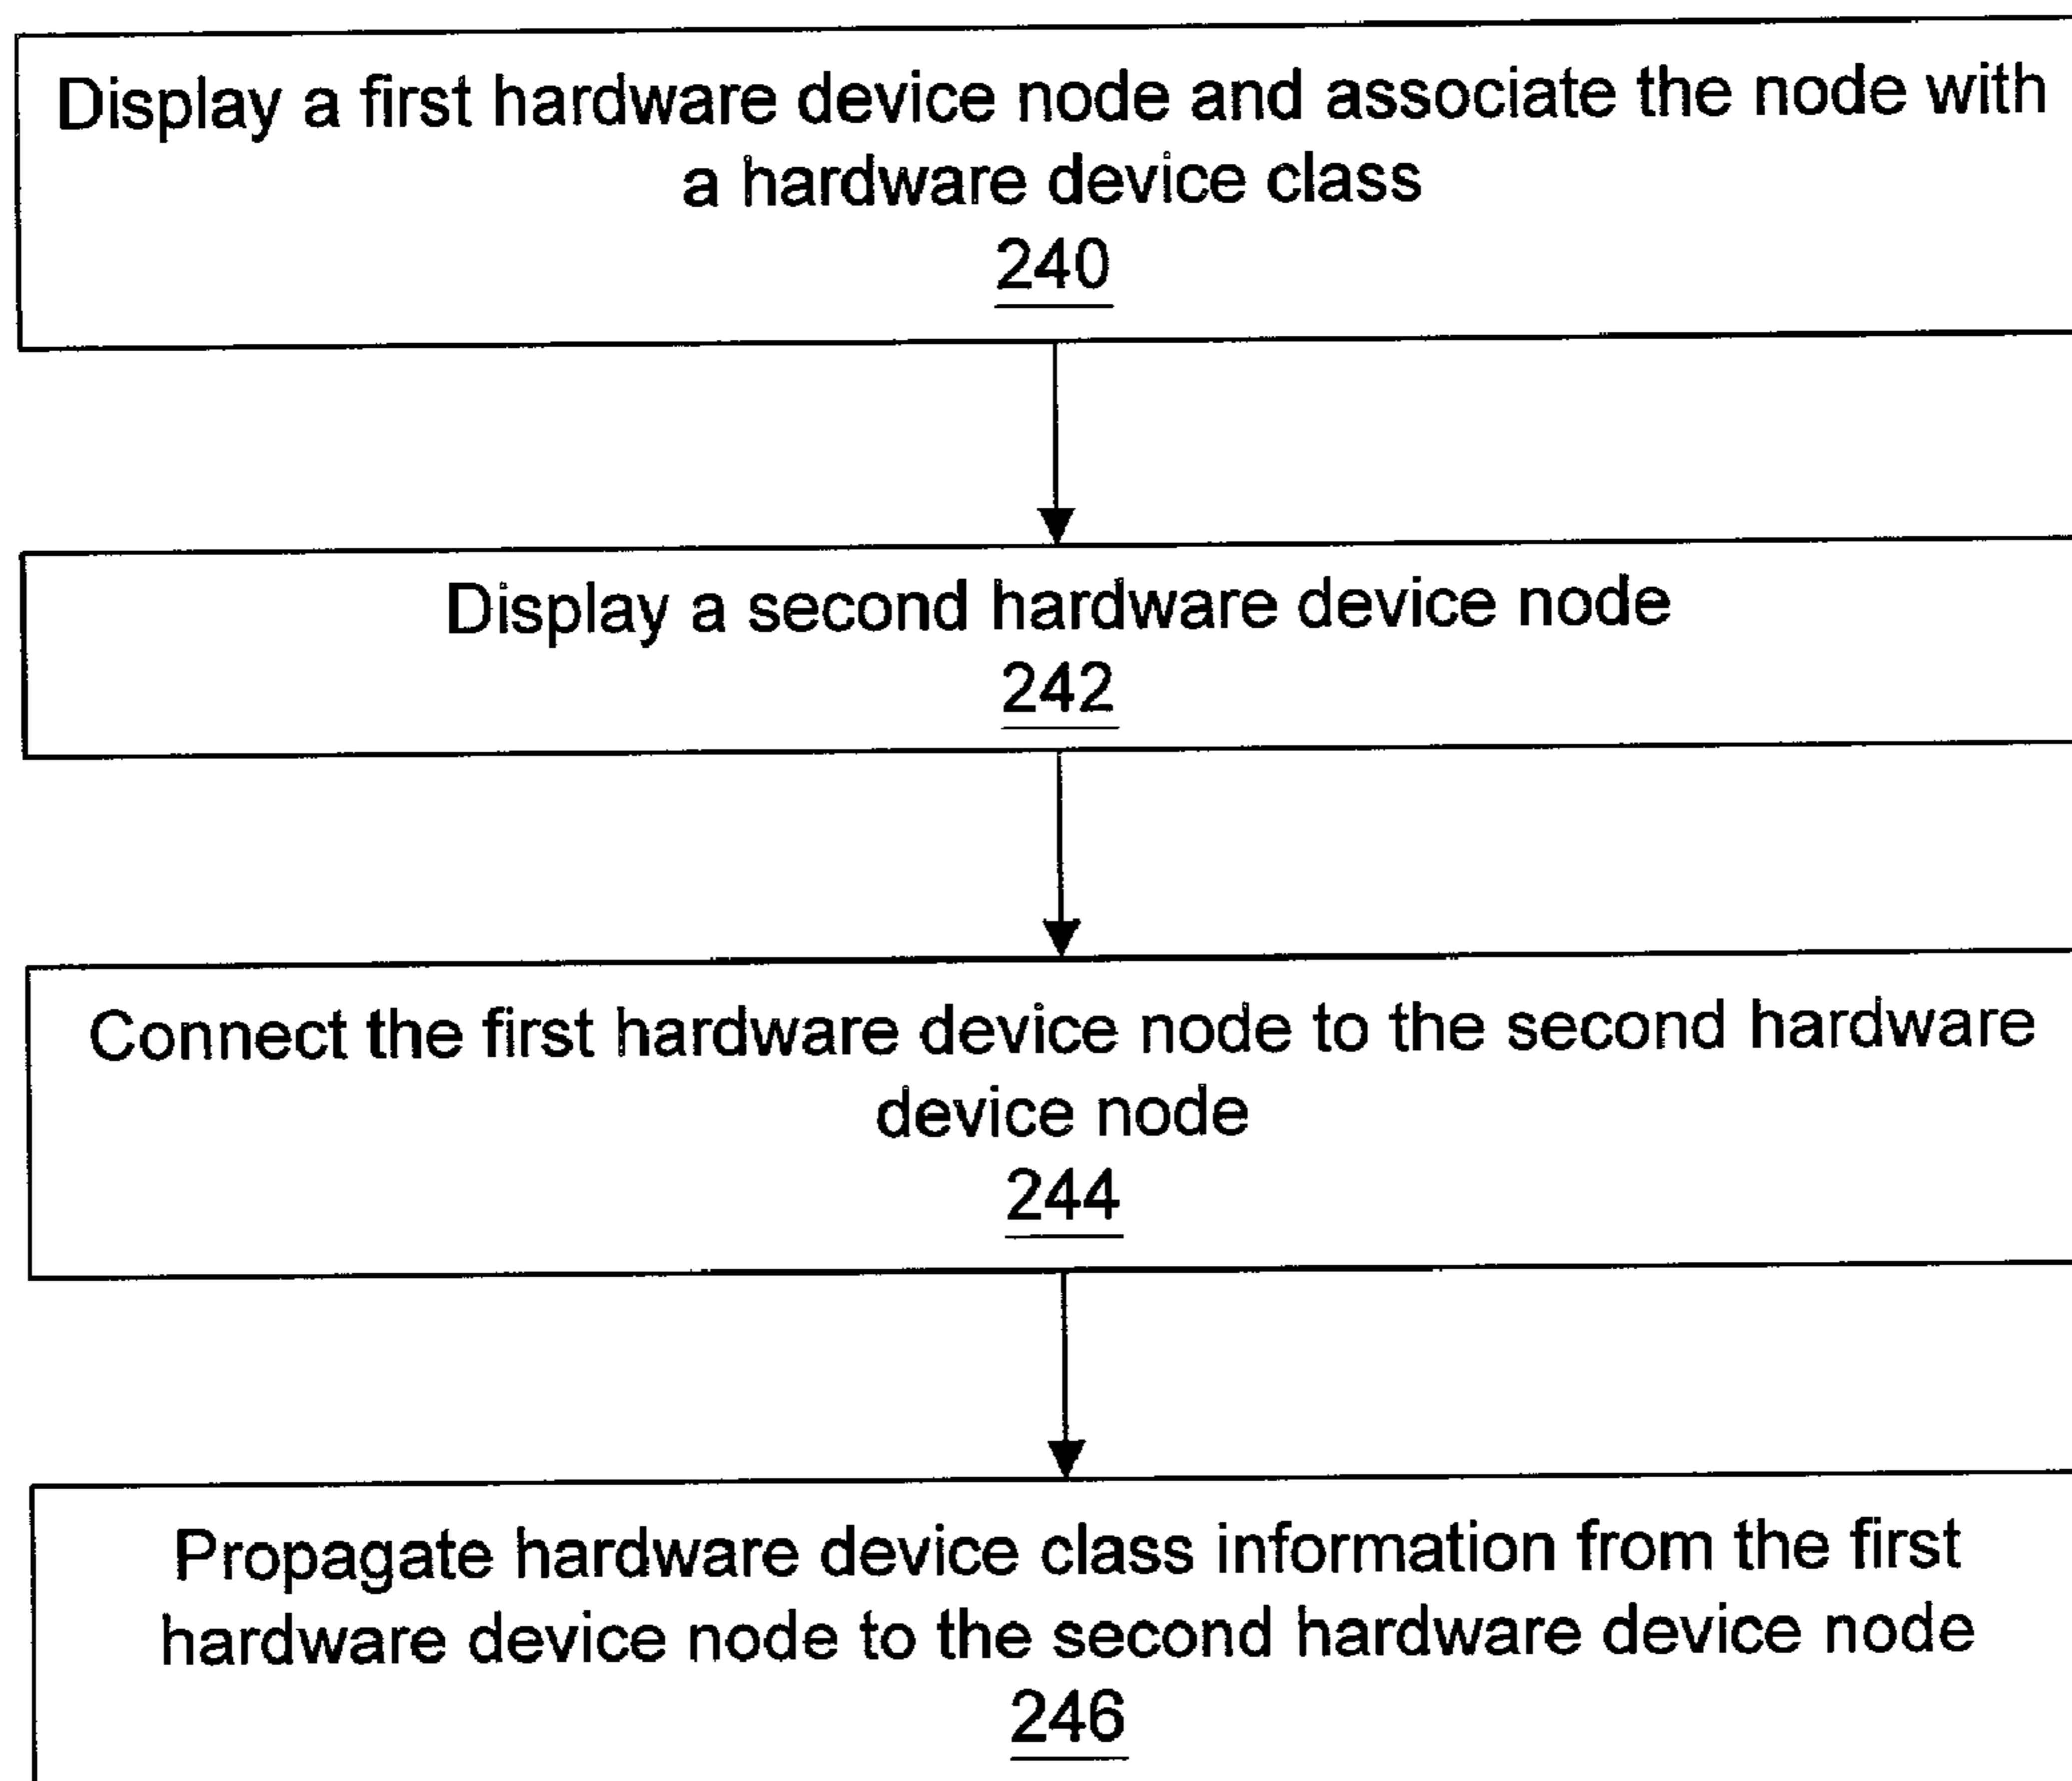 Display a first hardware device node and associate the node with
a hardware device class
240
Display a second hardware device node
242
Connect the first hardware device node to the second hardware
device node
244
Propagate hardware device class information from the first
hardware device node to the second hardware device node
246